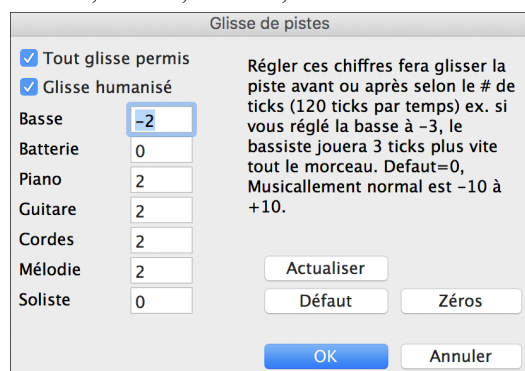 Glisse de pistes
Tout glisse permis
Glisse humanisé
Basse -2
Batterie 0
Piano 2
Guitare 2
Cordes 2
Mélodie 2
Soliste 0
Régler ces chiffres fera glisser la
piste avant ou après selon le # de
ticks (120 ticks par temps) ex. si
vous réglé la basse à -3, le
bassiste jouera 3 ticks plus vite
tout le morceau. Defaut=0,
Musicallement normal est -10 à
+10.
Actualiser
Défaut Zéros
OK Annuler